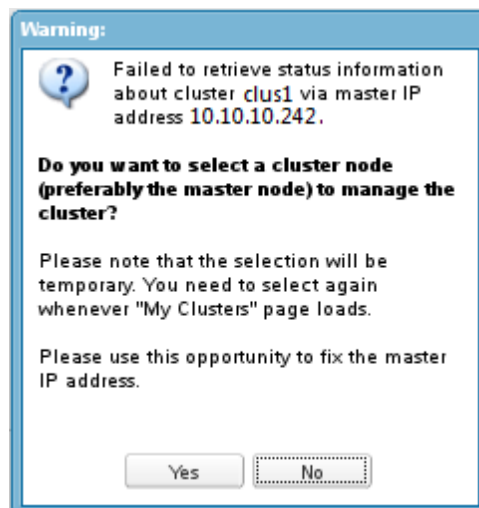 Warning:
Failed to retrieve status information
about cluster clus1 via master IP
address 10.10.10.242.
Do you want to select a cluster node
(preferably the master node) to manage the
cluster?
Please note that the selection will be
temporary. You need to select again
whenever "My Clusters" page loads.
Please use this opportunity to fix the master
IP address.
Yes
No